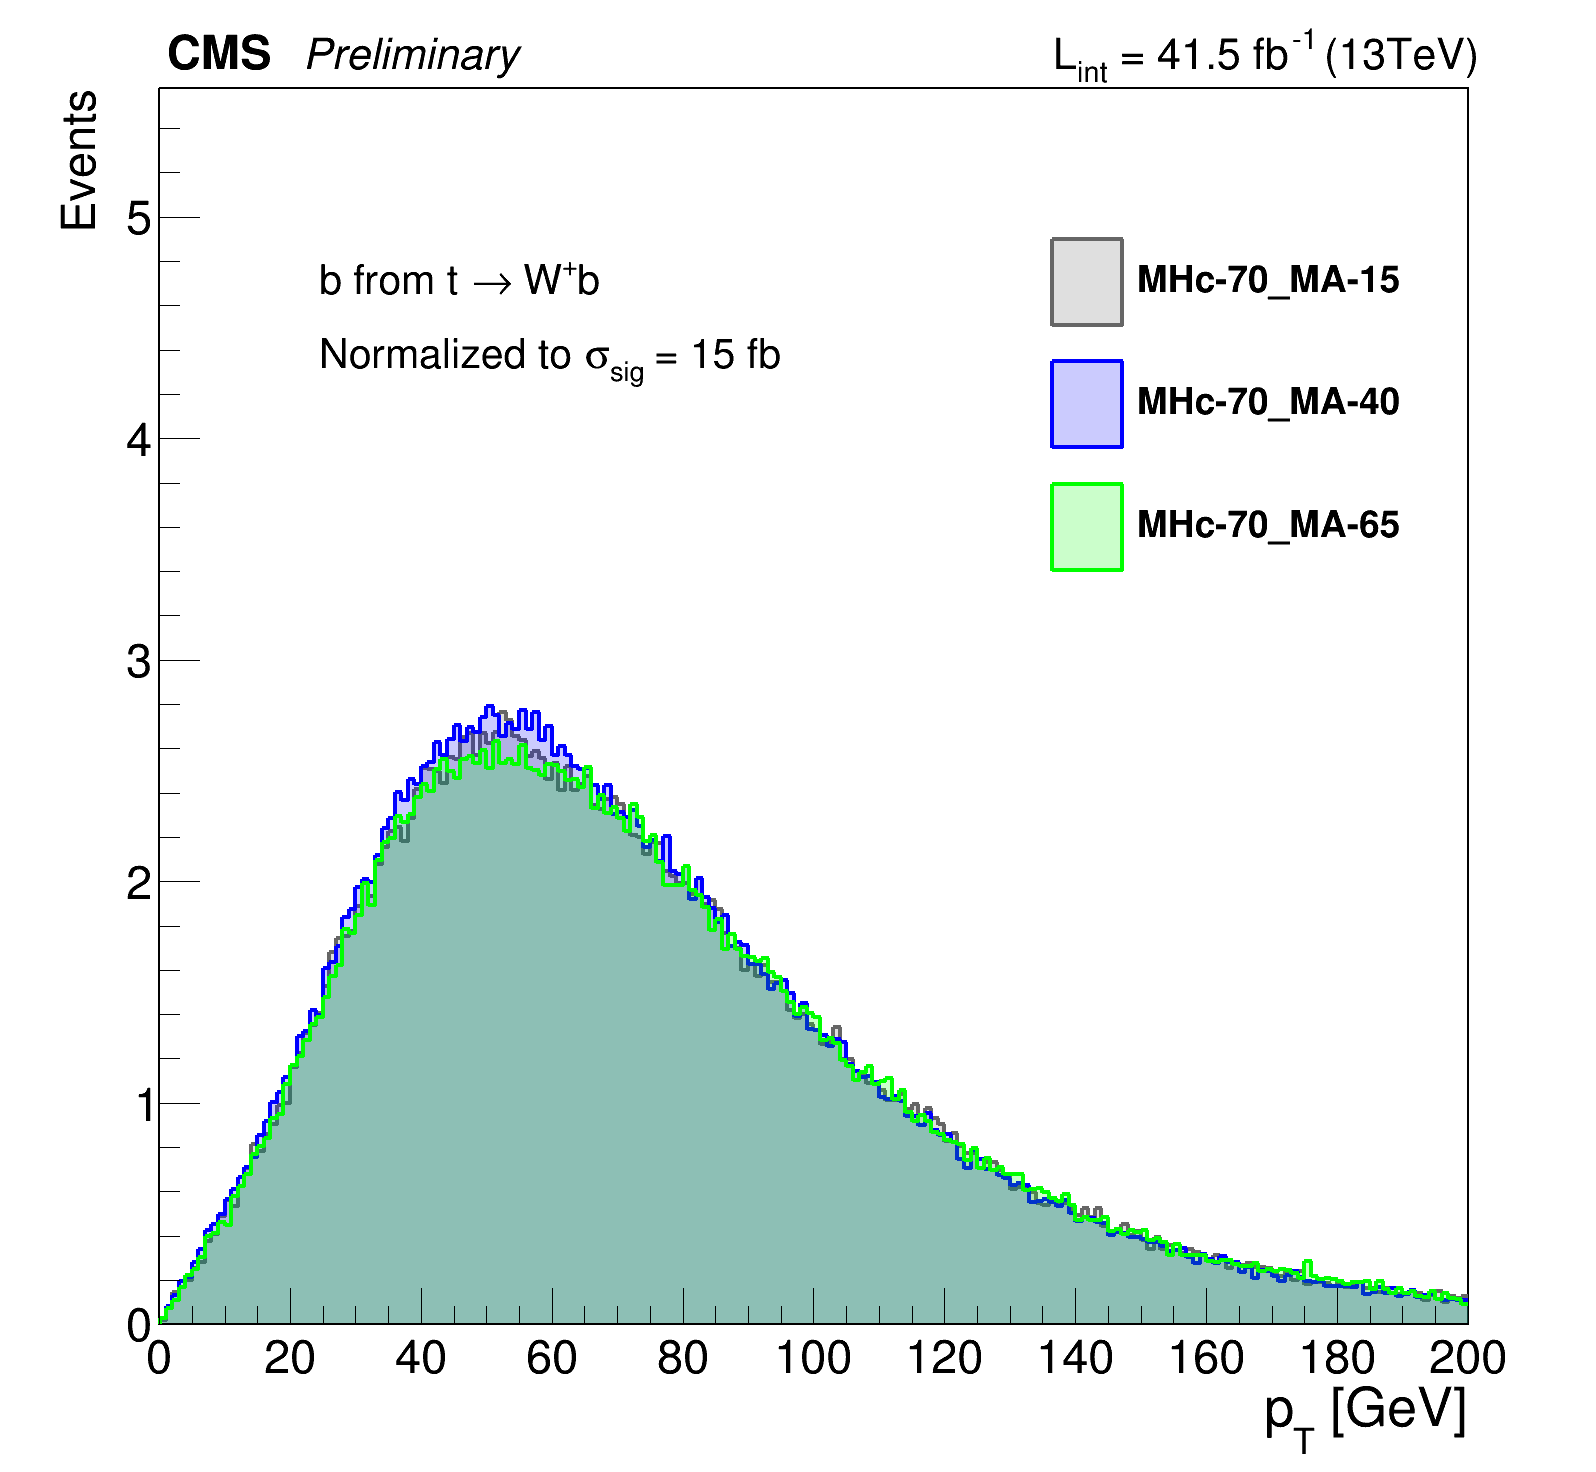 CMS Preliminary
L_int = 41.5 fb^-1 (13TeV)
Events
5
4
3
2
1
0
b from t → W⁺b
Normalized to σ_sig = 15 fb
MHc-70_MA-15
MHc-70_MA-40
MHc-70_MA-65
0 20 40 60 80 100 120 140 160 180 200
p_T [GeV]